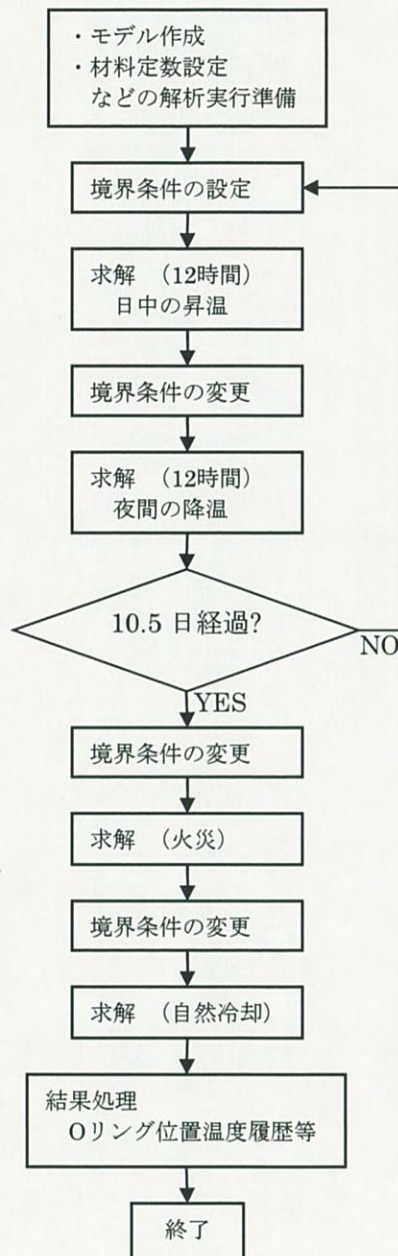 ・モデル作成
・材料定数設定
などの解析実行準備
境界条件の設定
求解 （12時間）
日中の昇温
境界条件の変更
求解 （12時間）
夜間の降温
10.5 日経過?
NO
YES
境界条件の変更
求解 （火災）
境界条件の変更
求解 （自然冷却）
結果処理
Oリング位置温度履歴等
終了